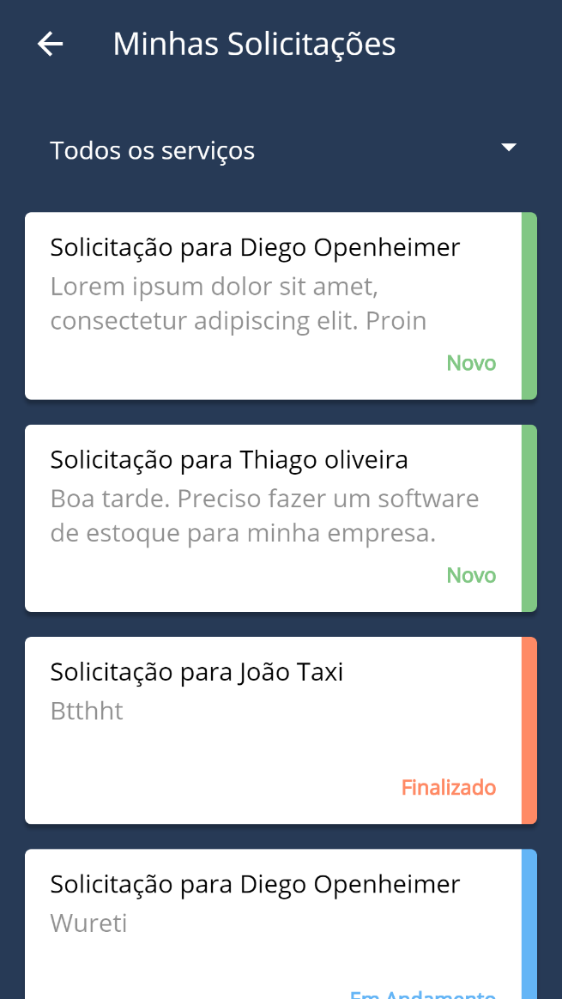 Minhas Solicitações
Todos os serviços
Solicitação para Diego Openheimer
Lorem ipsum dolor sit amet,
consectetur adipiscing elit. Proin
Novo
Solicitação para Thiago oliveira
Boa tarde. Preciso fazer um software
de estoque para minha empresa.
Novo
Solicitação para João Taxi
Btthht
Finalizado
Solicitação para Diego Openheimer
Wureti
Em Andamento